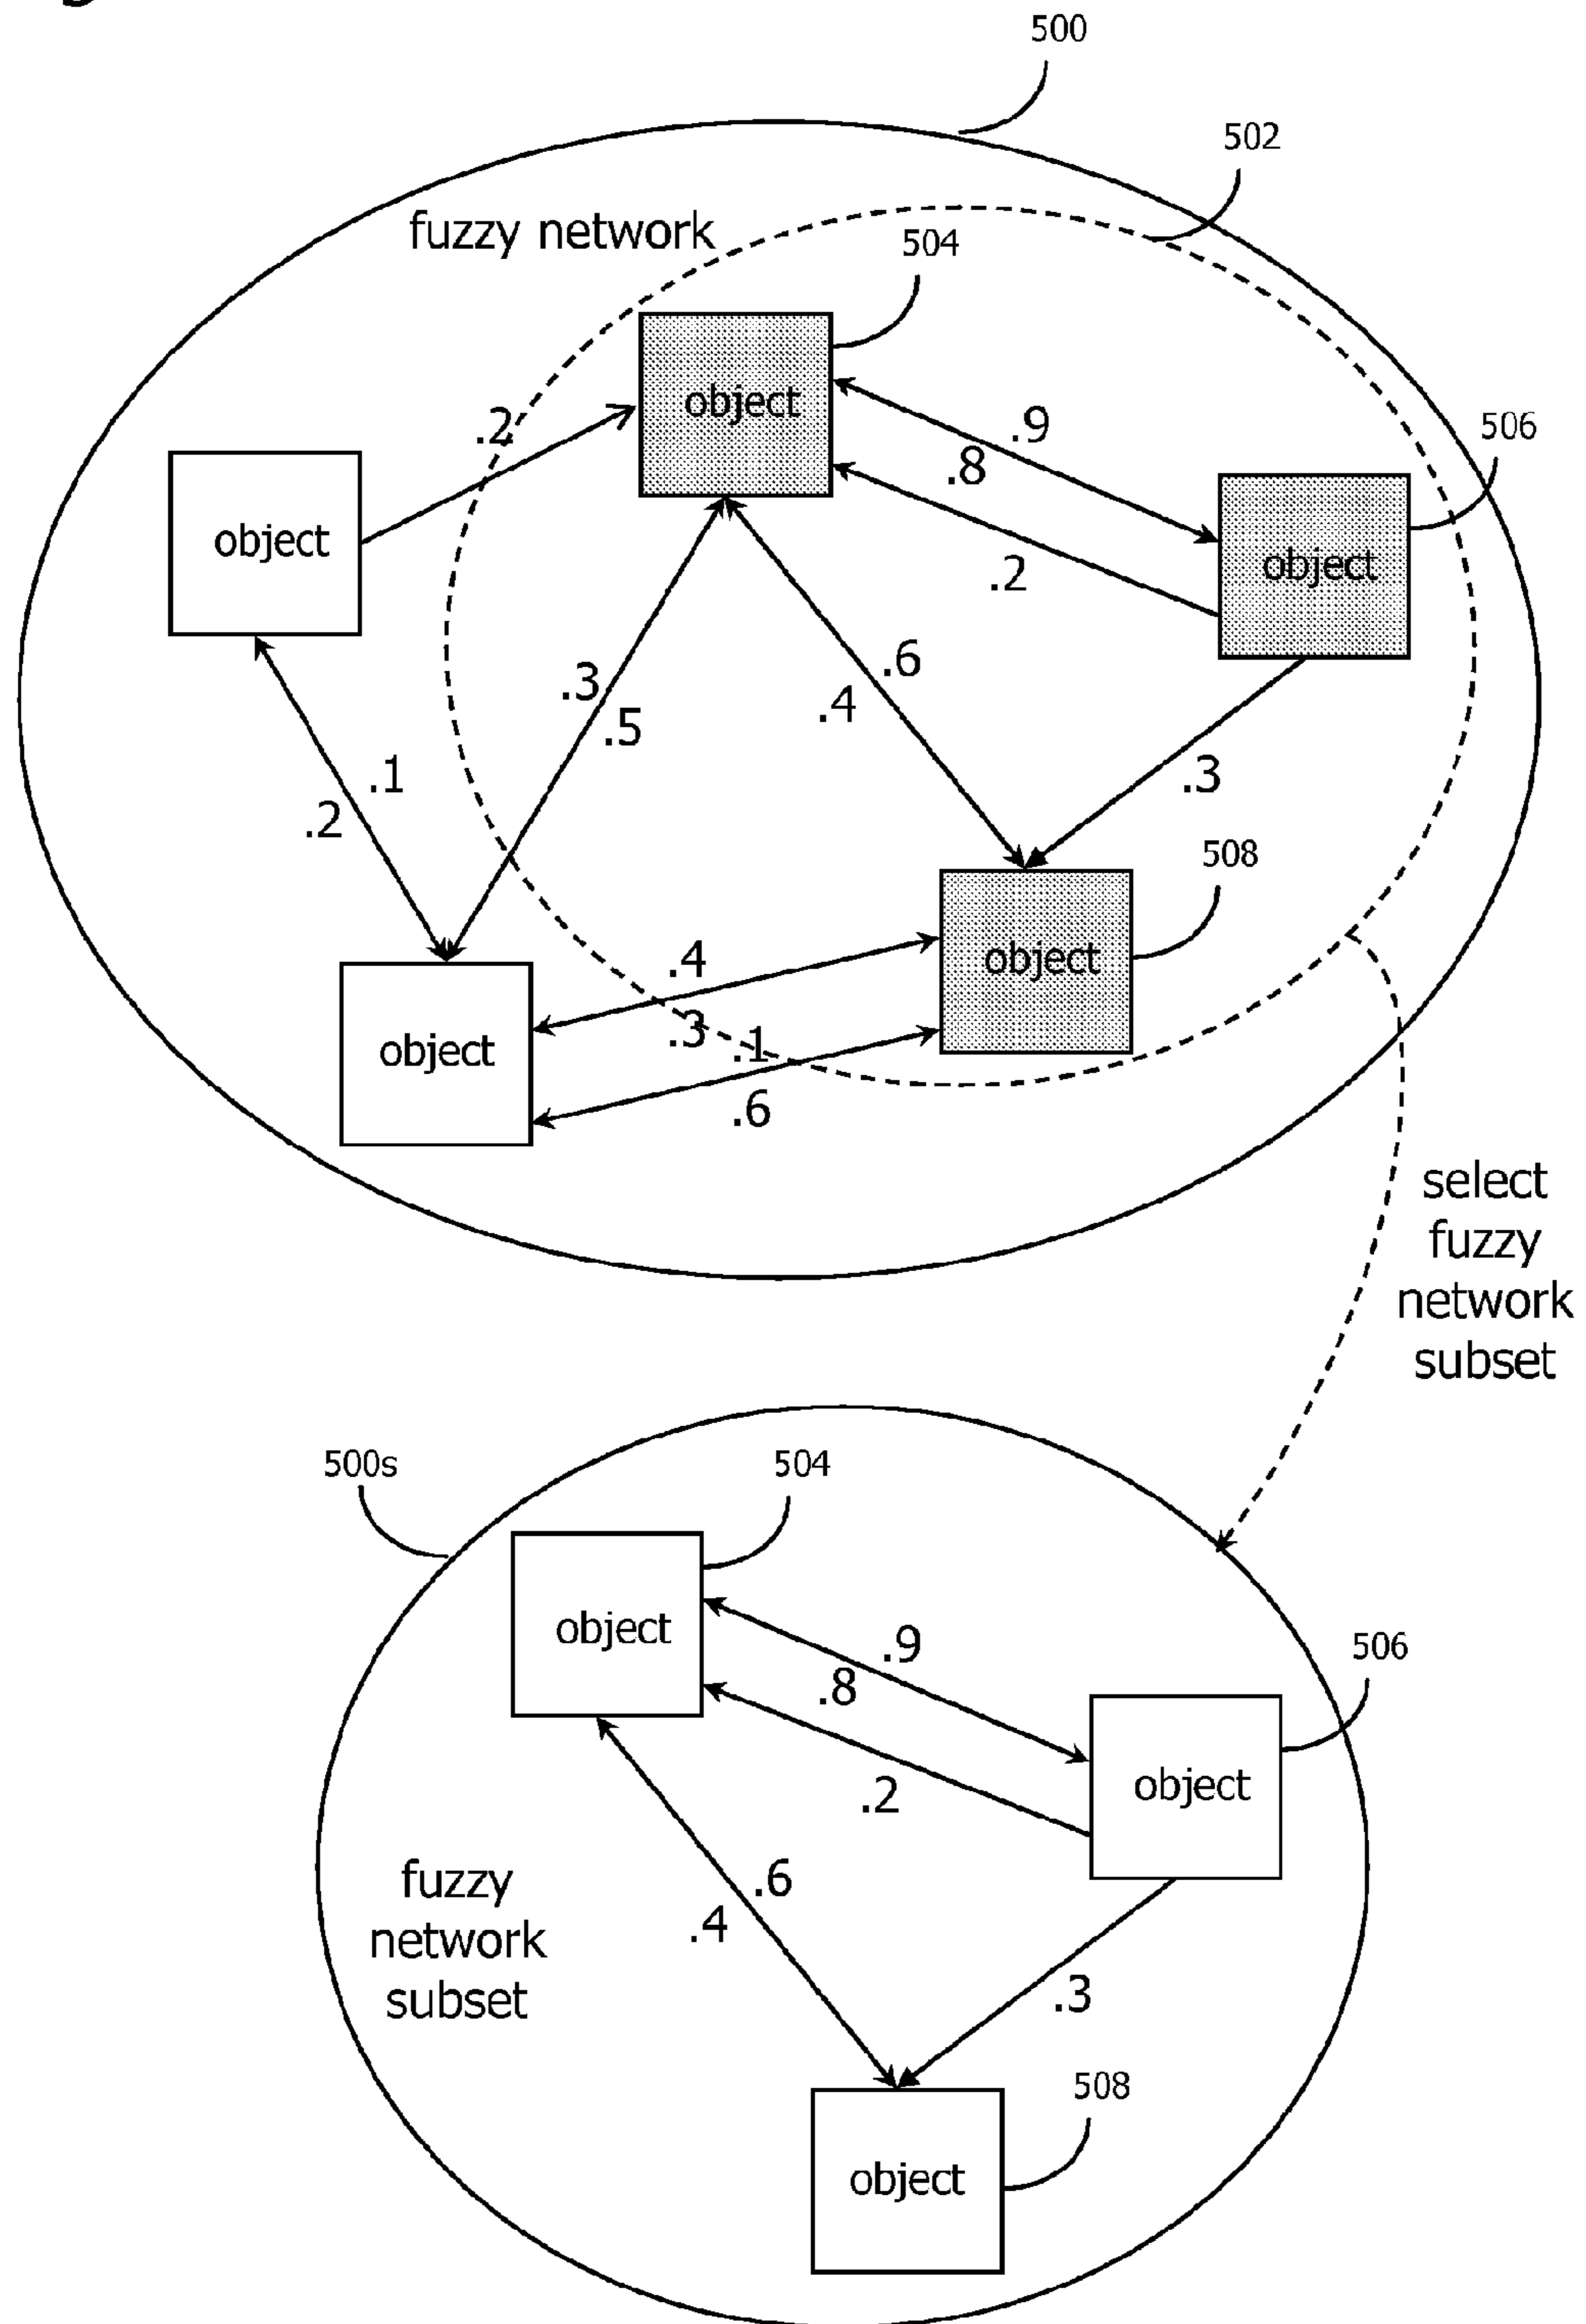 500
502
fuzzy network
504
object
.2
.9
.8
506
object
object
.2
.3
.5
.6
.4
.1
.2
.3
508
object
.4
.3
.1
.6
object
select
fuzzy
network
subset
500s
504
object
.9
.8
506
object
.2
fuzzy
network
subset
.6
.4
.3
508
object